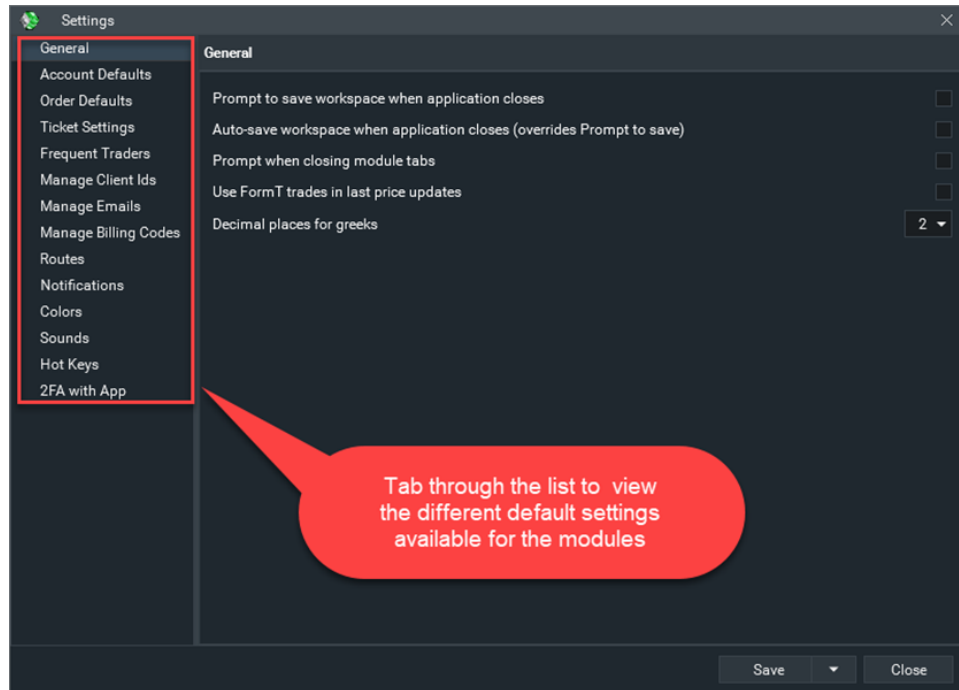 Settings
General
Account Defaults
Order Defaults
Ticket Settings
Frequent Traders
Manage Client Ids
Manage Emails
Manage Billing Codes
Routes
Notifications
Colors
Sounds
Hot Keys
2FA with App
General
Prompt to save workspace when application closes
Auto-save workspace when application closes (overrides Prompt to save)
Prompt when closing module tabs
Use FormT trades in last price updates
Decimal places for greeks
2
Tab through the list to view
the different default settings
available for the modules
Save
Close